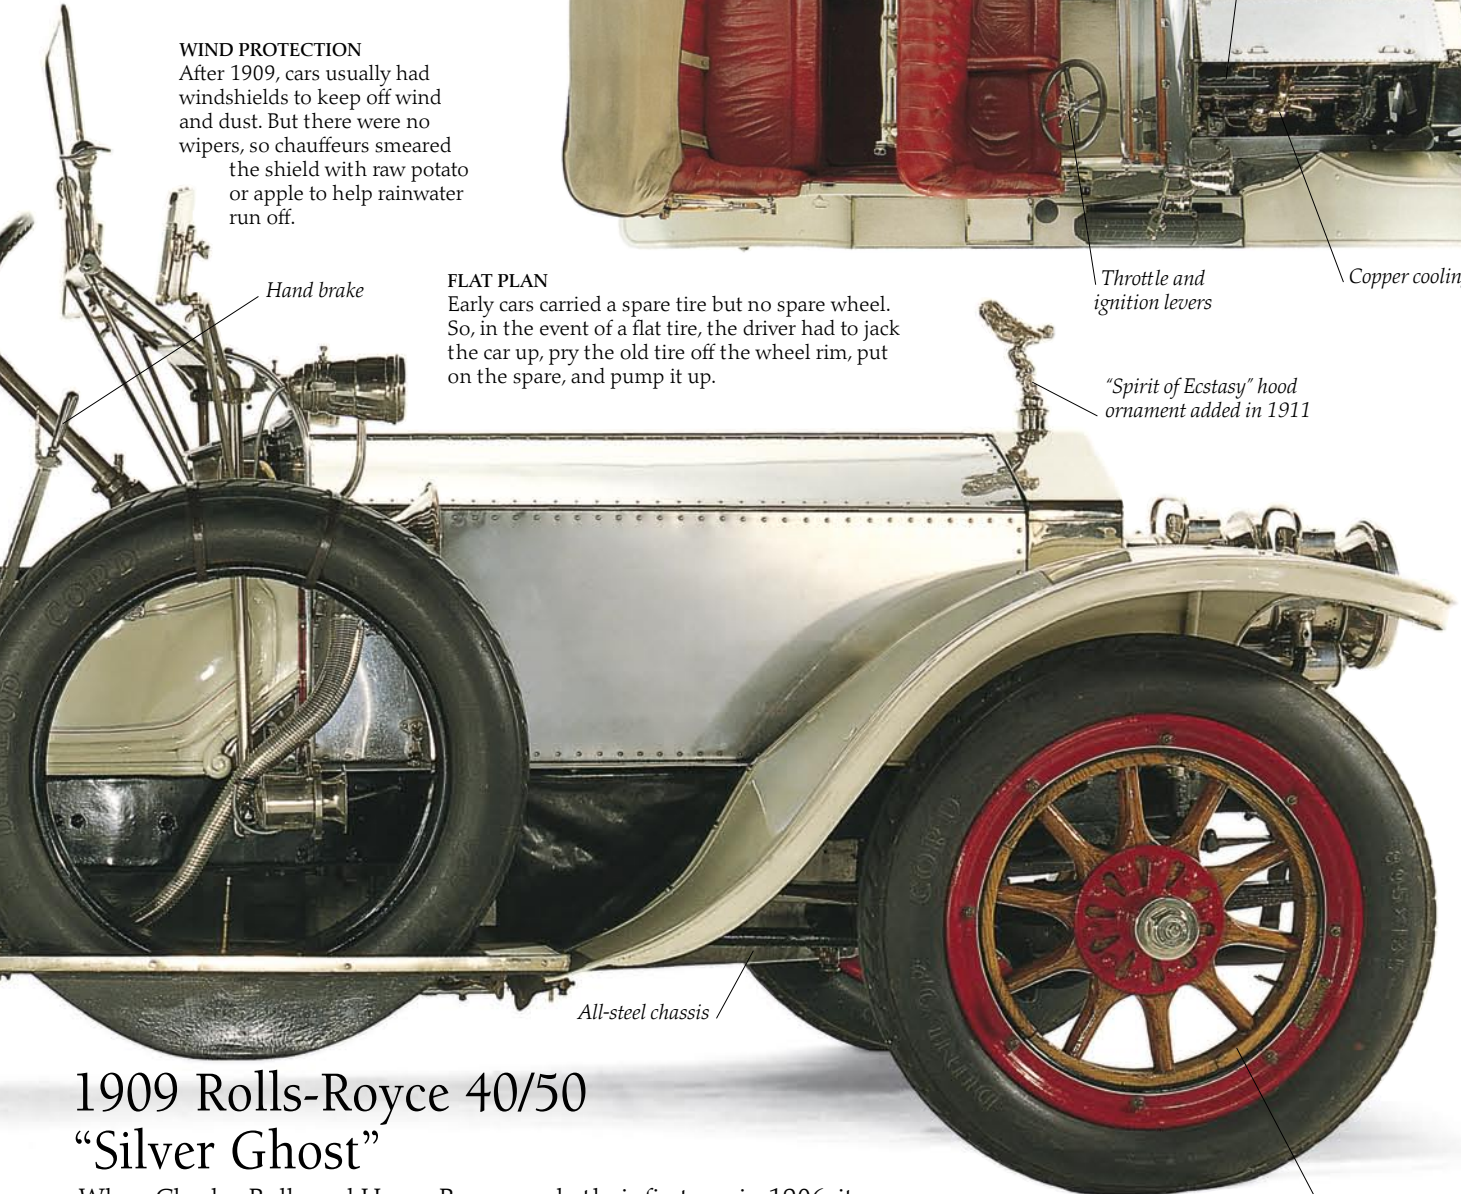 WIND PROTECTION
After 1909, cars usually had
windshields to keep off wind
and dust. But there were no
wipers, so chauffeurs smeared
the shield with raw potato
or apple to help rainwater
run off.
Hand brake
FLAT PLAN
Early cars carried a spare tire but no spare wheel.
So, in the event of a flat tire, the driver had to jack
the car up, pry the old tire off the wheel rim, put
on the spare, and pump it up.
Throttle and
ignition levers
Copper
“Spirit of Ecstasy” hood
ornament added in 1911
CORD
CORD
DUNLOP
All-steel chassis
1909 Rolls-Royce 40/50
“Silver Ghost”